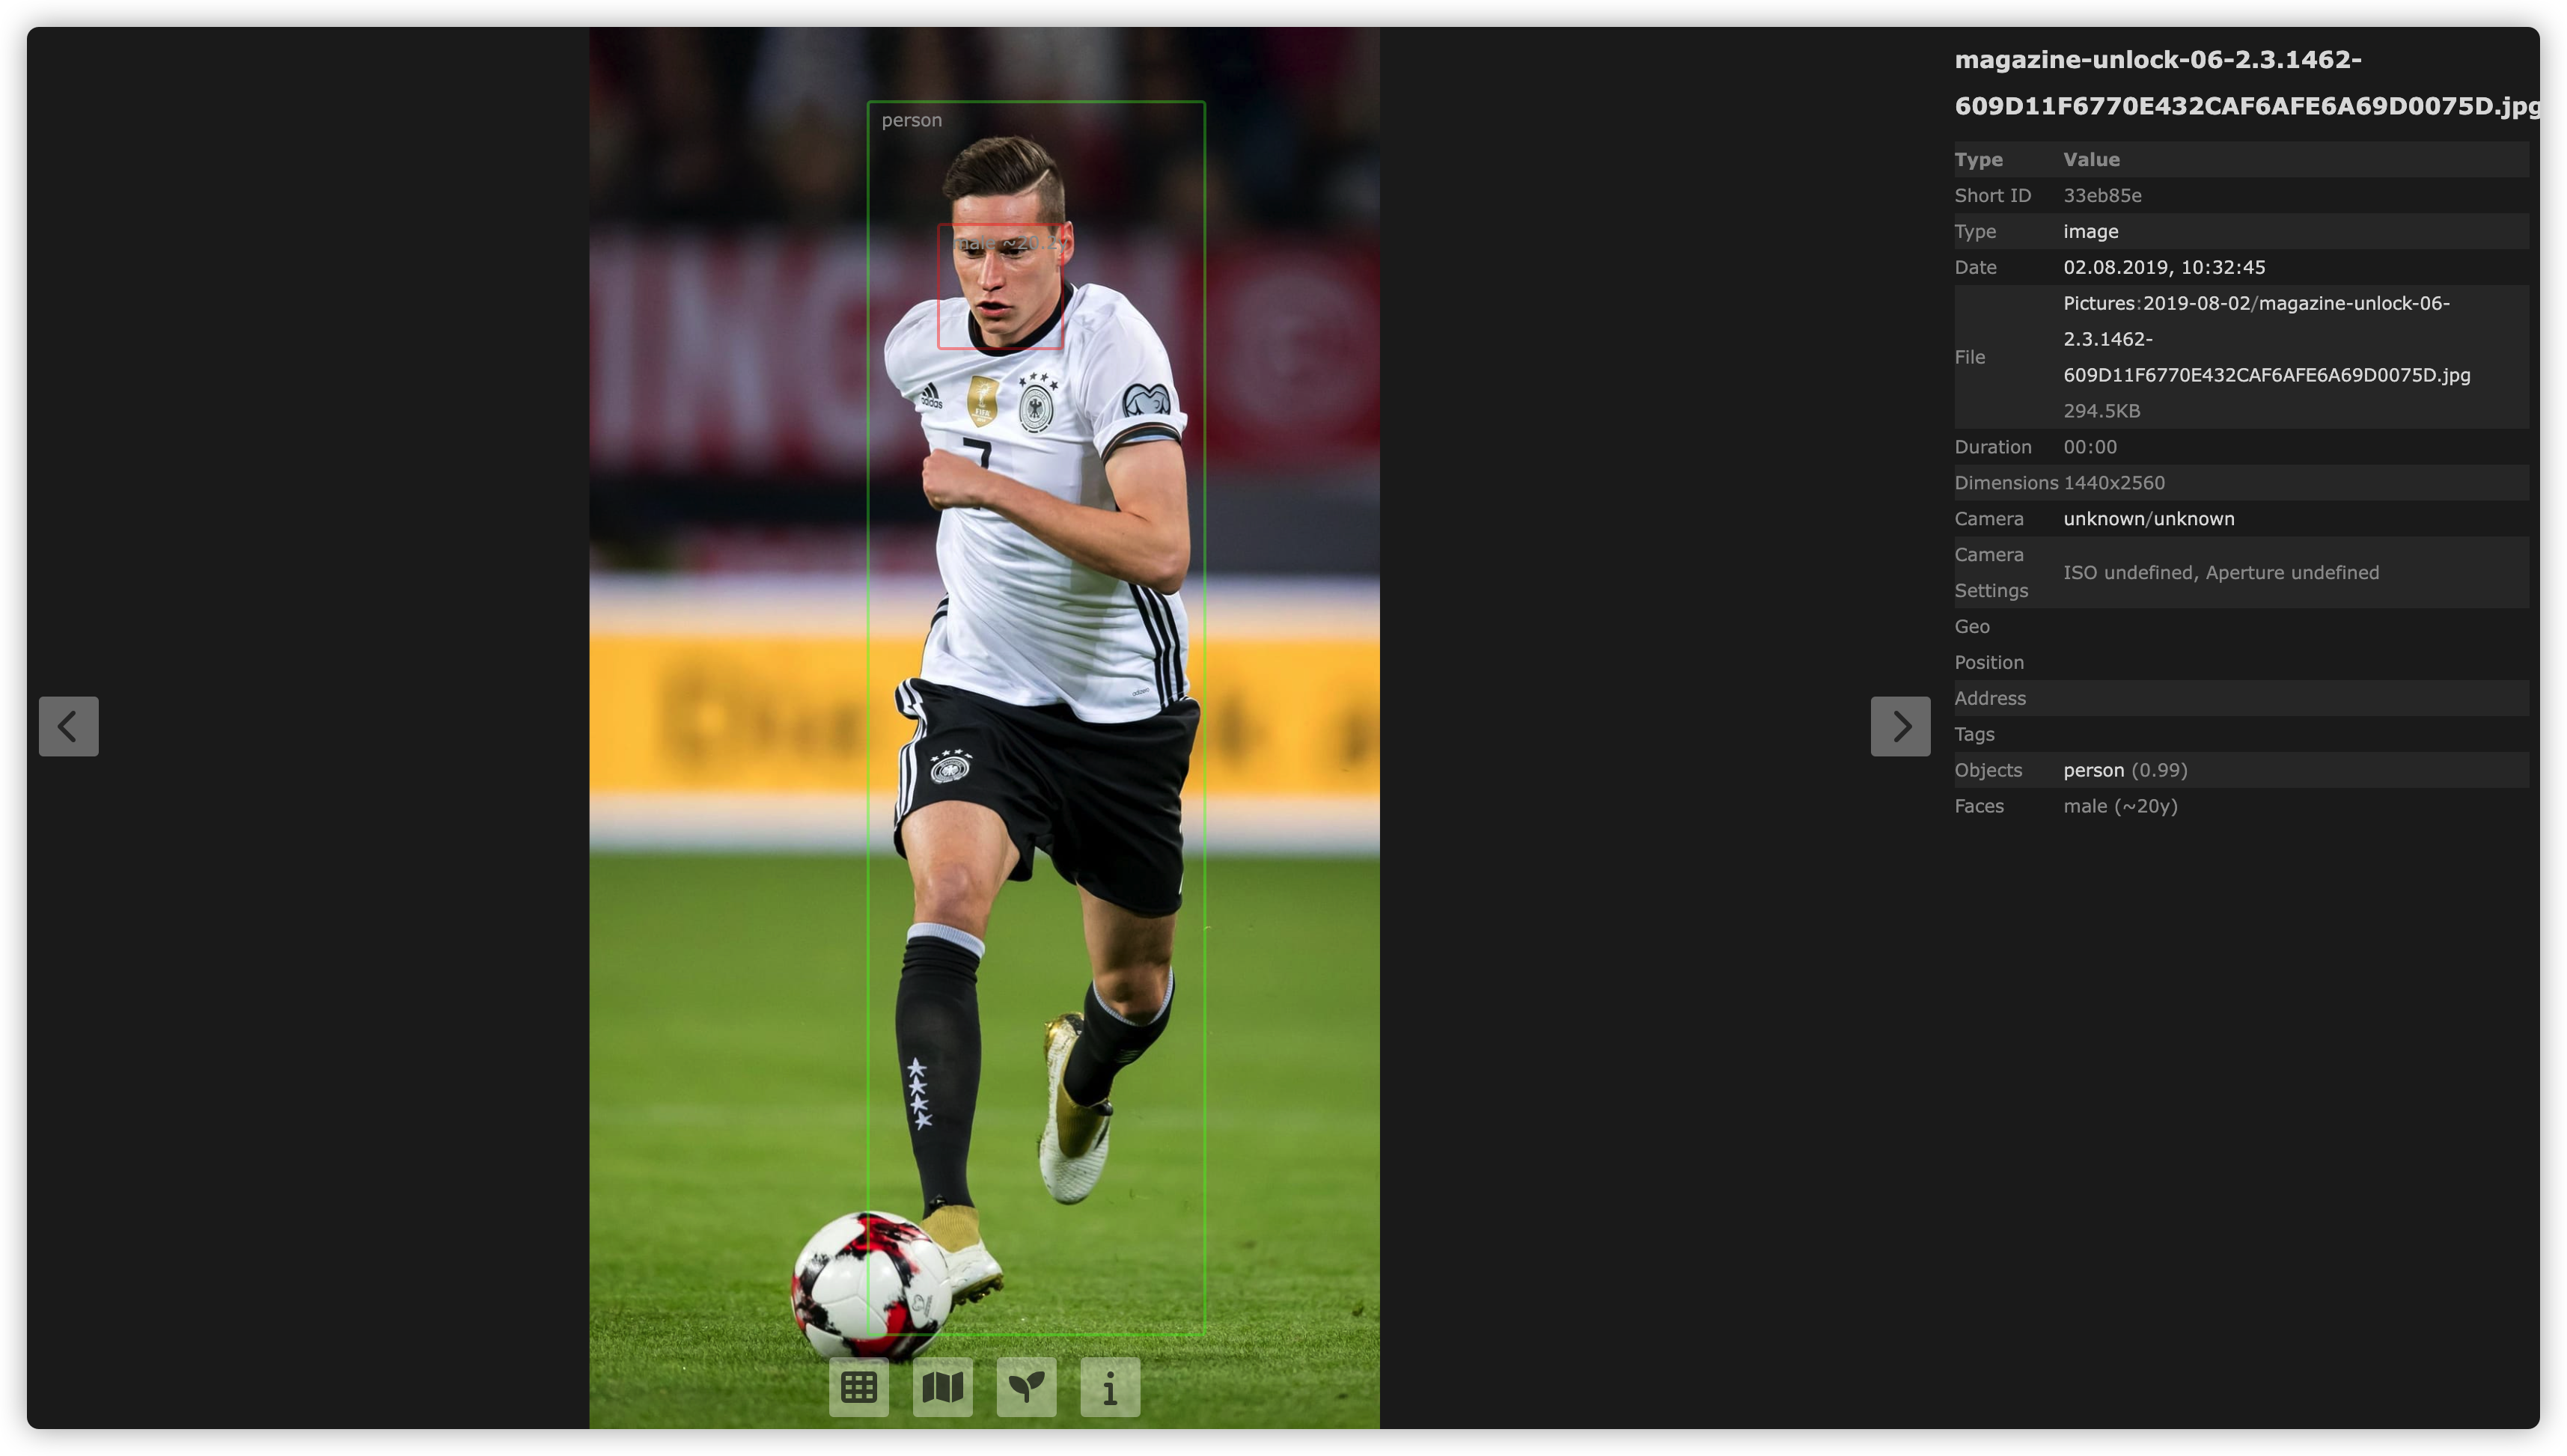 magazine-unlock-06-2.3.1462-
609D11F6770E432CAF6AFE6A69D0075D.jpg
person
male ~20.2y
adidas
7
Type Value
Short ID 33eb85e
Type image
Date 02.08.2019, 10:32:45
File Pictures:2019-08-02/magazine-unlock-06-
2.3.1462-
609D11F6770E432CAF6AFE6A69D0075D.jpg
294.5KB
Duration 00:00
Dimensions 1440x2560
Camera unknown/unknown
Camera
Settings
ISO undefined, Aperture undefined
Geo
Position
Address
Tags
Objects person (0.99)
Faces male (~20y)